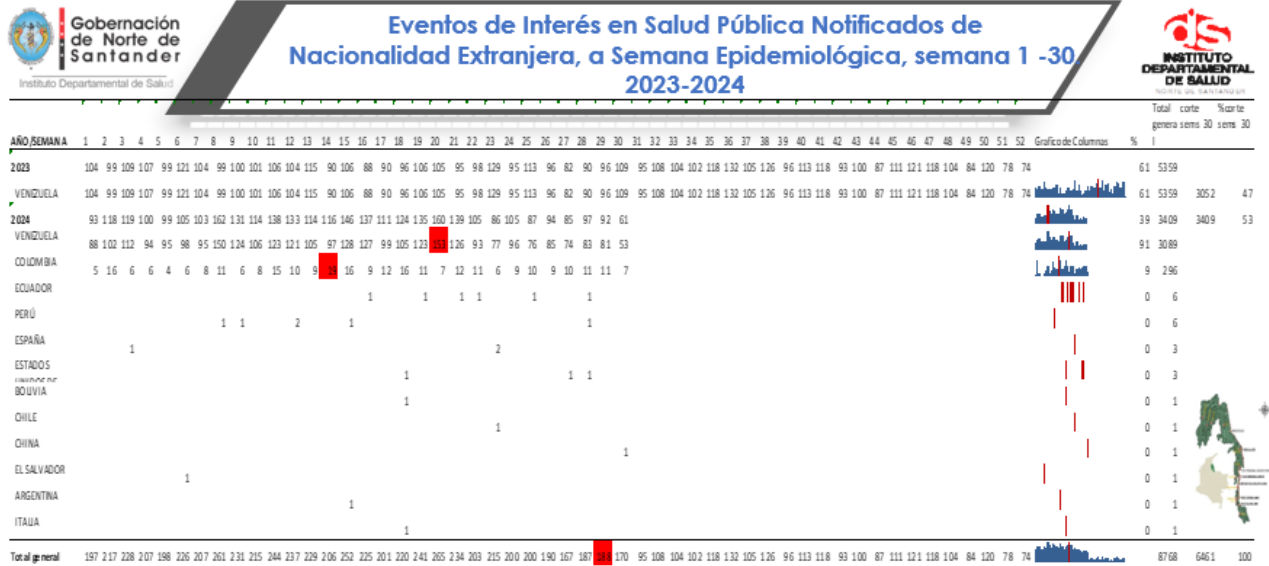 Gobernación
de Norte de
Santander
Instituto Departamental de Salud
Eventos de Interés en Salud Pública Notificados de
Nacionalidad Extranjera, a Semana Epidemiológica, semana 1 -30
2023-2024
INSTITUTO
DEPARTAMENTAL
DE SALUD
NORTE DE SANTANDER
Total corte %corte
AÑO/SEMANA 1 2 3 4 5 6 7 8 9 10 11 12 13 14 15 16 17 18 19 20 21 22 23 24 25 26 27 28 29 30 31 32 33 34 35 36 37 38 39 40 41 42 43 44 45 46 47 48 49 50 51 52 Grafico de Columnas % general sems 30 sems 30
2023 104 99 109 107 99 121 104 99 100 101 106 104 115 90 106 88 90 96 106 105 95 98 129 95 113 96 82 90 96 109 95 108 104 102 118 132 105 126 96 113 118 93 100 87 111 121 118 104 84 120 78 74 61 5359
VENEZUELA 104 99 109 107 99 121 104 99 100 101 106 104 115 90 106 88 90 96 106 105 95 98 129 95 113 96 82 90 96 109 95 108 104 102 118 132 105 126 96 113 118 93 100 87 111 121 118 104 84 120 78 74 61 5359 3052 47
2024 93 118 119 100 99 105 103 162 131 114 138 133 114 116 146 137 111 124 135 160 139 105 86 105 87 94 85 97 92 61 39 3409 3409 53
VENEZUELA 88 102 112 94 95 98 95 150 124 106 123 121 105 97 128 127 99 105 123 153 126 93 77 96 76 85 74 83 81 53 91 3089
COLOMBIA 5 16 6 6 4 6 8 11 6 8 15 10 9 19 16 9 12 16 11 7 12 11 6 9 10 9 10 11 11 7 9 296
ECUADOR 1 1 1 1 1 1 0 6
PERÚ 1 1 2 1 1 0 6
ESPAÑA 1 2 0 3
ESTADOS UNIDOS DE 1 1 1 0 3
BOLIVIA 1 0 1
CHILE 1 0 1
CHINA 1 0 1
EL SALVADOR 1 0 1
ARGENTINA 1 0 1
ITALIA 1 0 1
Total general 197 217 228 207 198 226 207 261 231 215 244 237 229 206 252 225 201 220 241 265 234 203 215 200 200 190 167 187 188 170 95 108 104 102 118 132 105 126 96 113 118 93 100 87 111 121 118 104 84 120 78 74 8768 6461 100